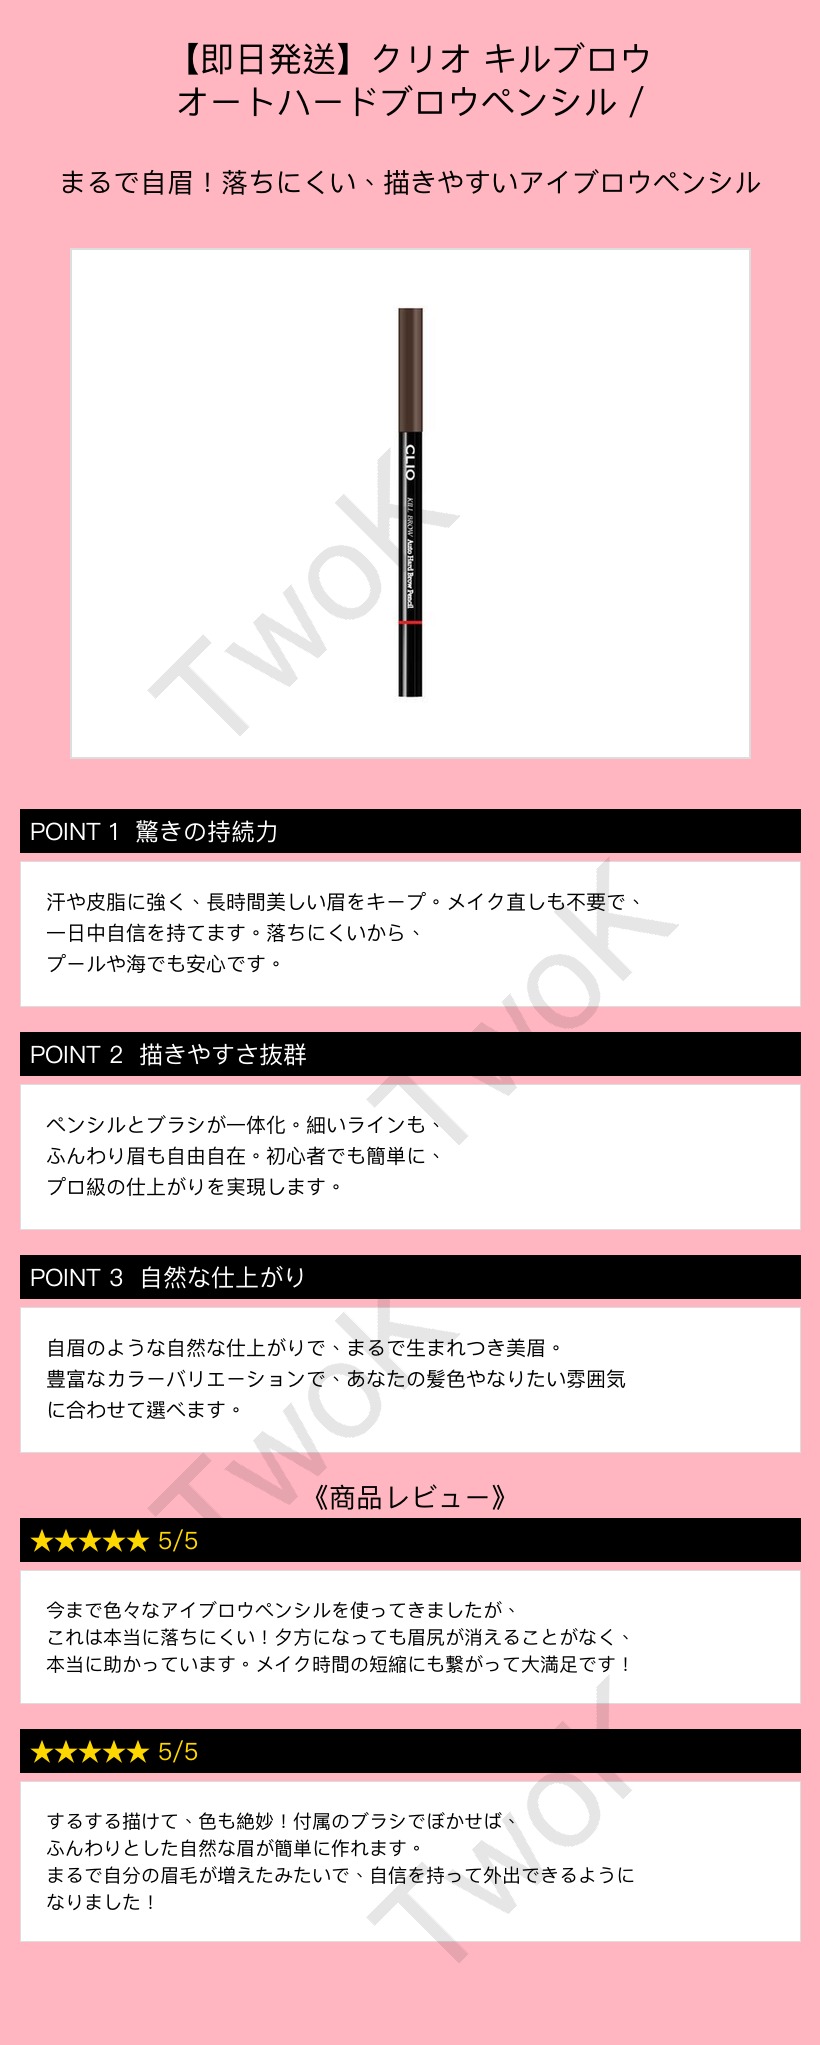 【即日発送】クリオ キルブロウ
オートハードブロウペンシル /
まるで自眉！落ちにくい、描きやすいアイブロウペンシル
CLIO
KILL BROW Auto Hard Brow Pencil
TwoK
POINT 1 驚きの持続力
汗や皮脂に強く、長時間美しい眉をキープ。メイク直しも不要で、
一日中自信を持てます。落ちにくいから、
プールや海でも安心です。
TwoK
POINT 2 描きやすさ抜群
ペンシルとブラシが一体化。細いラインも、
ふんわり眉も自由自在。初心者でも簡単に、
プロ級の仕上がりを実現します。
POINT 3 自然な仕上がり
自眉のような自然な仕上がりで、まるで生まれつき美眉。
豊富なカラーバリエーションで、あなたの髪色やなりたい雰囲気
に合わせて選べます。
TwoK
《商品レビュー》
★★★★★ 5/5
今まで色々なアイブロウペンシルを使ってきましたが、
これは本当に落ちにくい！夕方になっても眉尻が消えることがなく、
本当に助かっています。メイク時間の短縮にも繋がって大満足です！
★★★★★ 5/5
するする描けて、色も絶妙！付属のブラシでぼかせば、
ふんわりとした自然な眉が簡単に作れます。
まるで自分の眉毛が増えたみたいで、自信を持って外出できるように
なりました！
TwoK